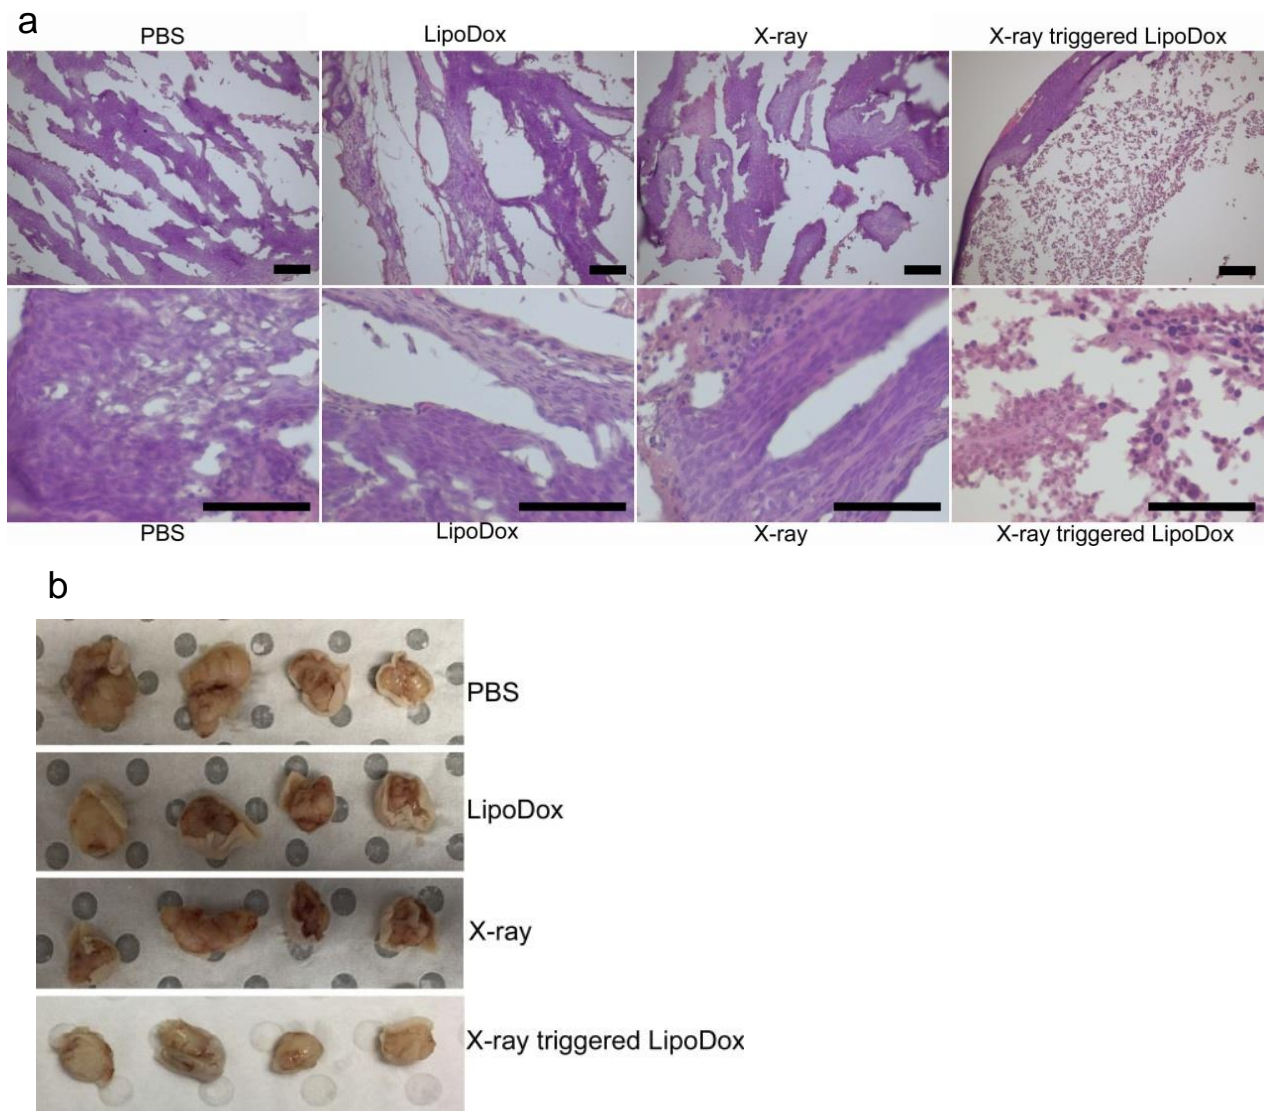 a
PBS LipoDox X-ray X-ray triggered LipoDox
PBS LipoDox X-ray X-ray triggered LipoDox
b
PBS
LipoDox
X-ray
X-ray triggered LipoDox